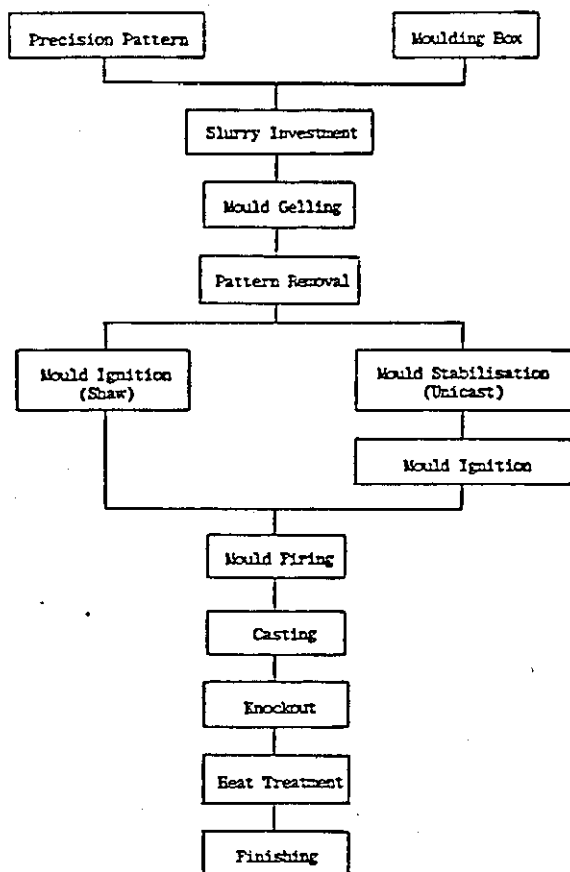 Precision Pattern
Moulding Box
Slurry Investment
Mould Gelling
Pattern Removal
Mould Ignition
(Shaw)
Mould Stabilisation
(Unicast)
Mould Ignition
Mould Firing
Casting
Knockout
Heat Treatment
Finishing